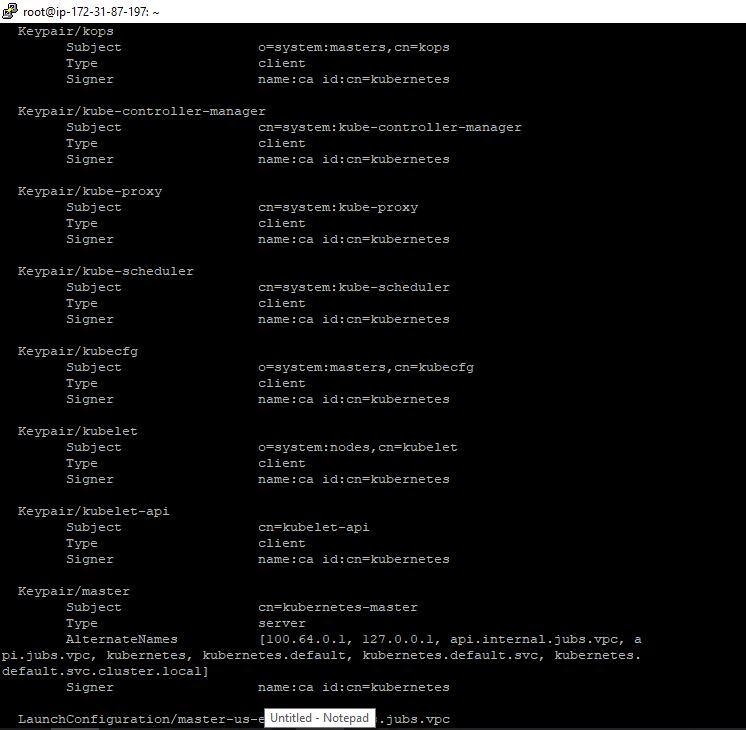 root@ip-172-31-87-197: ~
Keypair/kops
Subject o=system:masters,cn=kops
Type client
Signer name:ca id:cn=kubernetes
Keypair/kube-controller-manager
Subject cn=system:kube-controller-manager
Type client
Signer name:ca id:cn=kubernetes
Keypair/kube-proxy
Subject cn=system:kube-proxy
Type client
Signer name:ca id:cn=kubernetes
Keypair/kube-scheduler
Subject cn=system:kube-scheduler
Type client
Signer name:ca id:cn=kubernetes
Keypair/kubecfg
Subject o=system:masters,cn=kubecfg
Type client
Signer name:ca id:cn=kubernetes
Keypair/kubelet
Subject o=system:nodes,cn=kubelet
Type client
Signer name:ca id:cn=kubernetes
Keypair/kubelet-api
Subject cn=kubelet-api
Type client
Signer name:ca id:cn=kubernetes
Keypair/master
Subject cn=kubernetes-master
Type server
AlternateNames [100.64.0.1, 127.0.0.1, api.internal.jubs.vpc, a
pi.jubs.vpc, kubernetes, kubernetes.default, kubernetes.default.svc, kubernetes.
default.svc.cluster.local]
Signer name:ca id:cn=kubernetes
LaunchConfiguration/master-us-e Untitled - Notepad .jubs.vpc